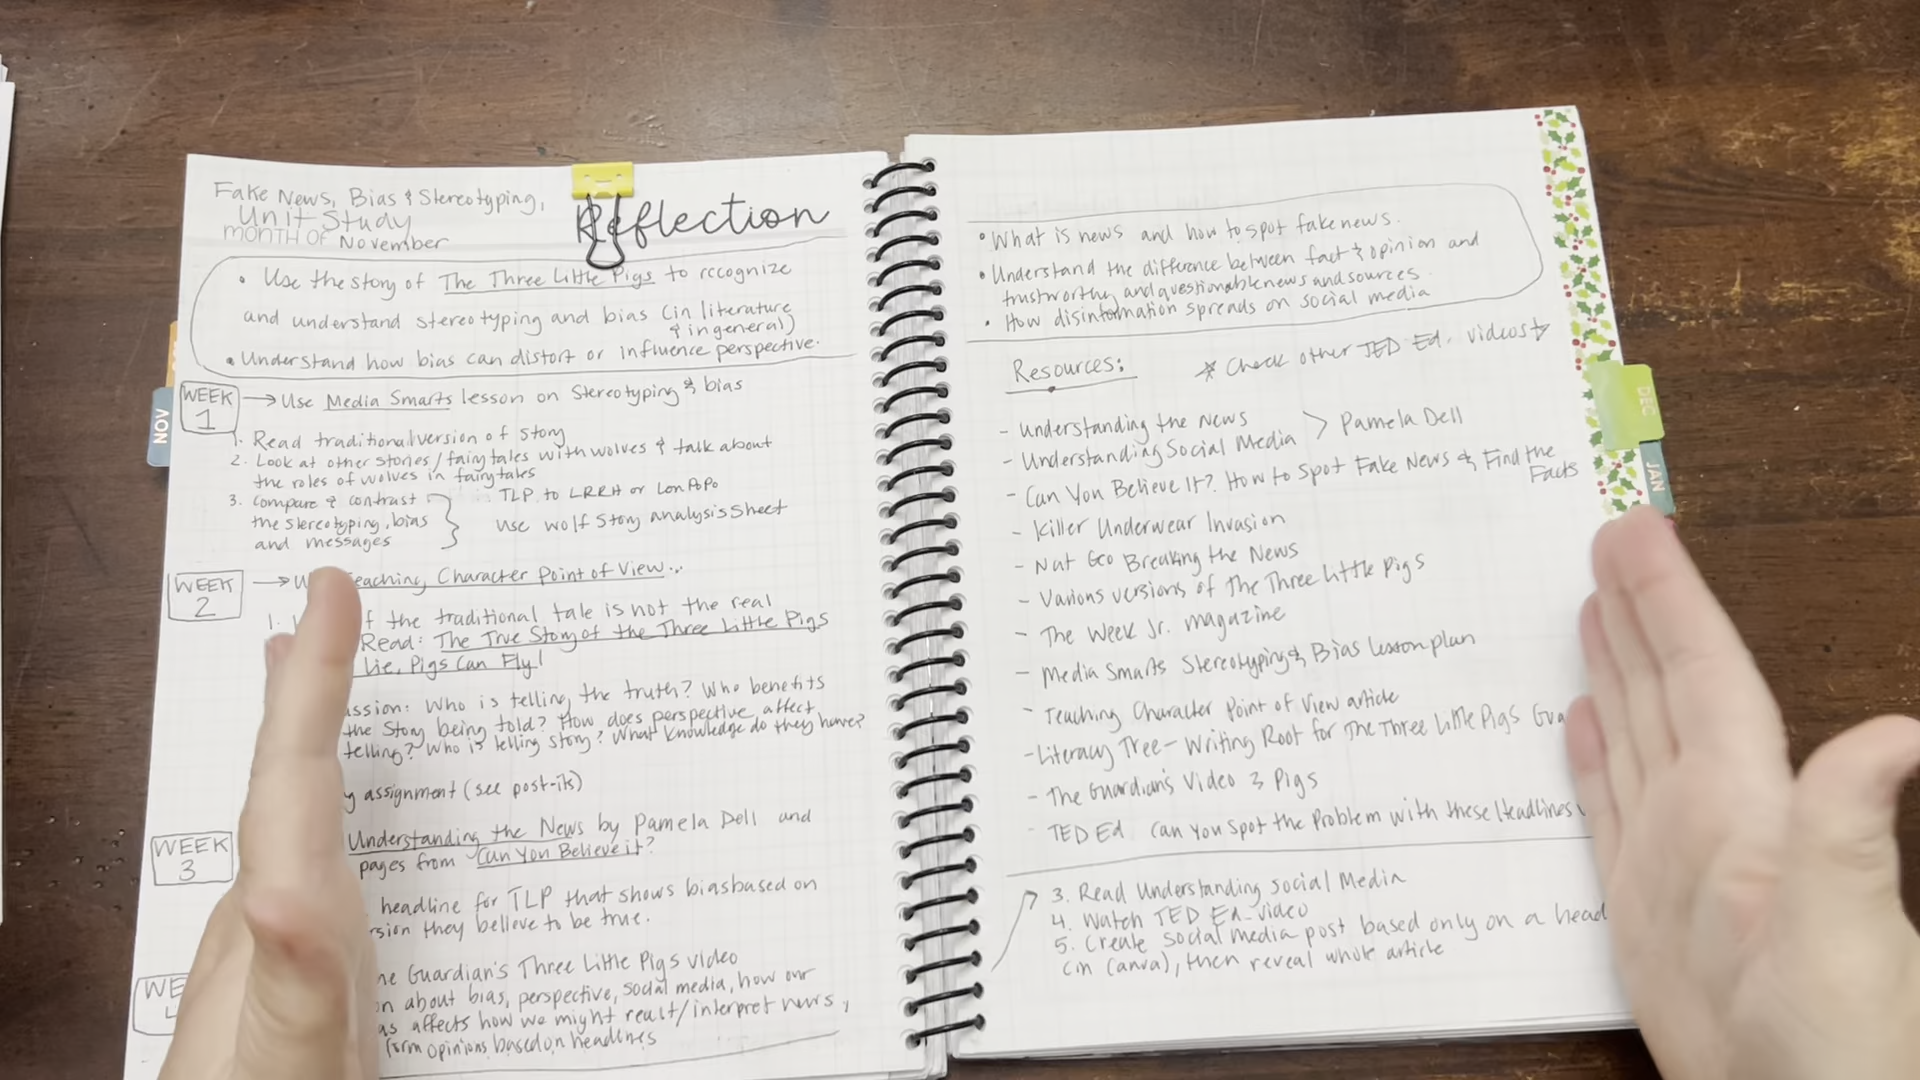 Fake News, Bias & Stereotyping,
Unit Study
MONTH OF November
Reflection
• Use the story of The Three Little Pigs to recognize
and understand stereotyping and bias (in literature
& in general)
• Understand how bias can distort or influence perspective.
WEEK
1
→ Use Media Smarts lesson on Stereotyping & bias
1. Read traditional version of story
2. Look at other stories/fairytales with wolves & talk about
the roles of wolves in fairytales
3. Compare & contrast
the stereotyping, bias
and messages
TLP to LRRH or Lon PoPo
use wolf story analysis sheet
WEEK
2
→ Teaching Character Point of View...
1. f the traditional tale is not the real
Read: The True Story of the Three Little Pigs
Lie, Pigs Can Fly!
ussion: Who is telling the truth? Who benefits
the story being told? How does perspective affect
telling? Who is telling story? What knowledge do they have?
y assignment (see post-its)
WEEK
3
Understanding the News by Pamela Dell and
pages from Can You Believe it?
headline for TLP that shows bias based on
rsion they believe to be true.
WE
he Guardian's Three Little Pigs video
on about bias, perspective, social media, how our
as affects how we might react/interpret news,
form opinions based on headlines
• What is news and how to spot fake news.
• Understand the difference between fact & opinion and
trustworthy and questionable news and sources.
• How disinformation spreads on social media
Resources:
* Check other TED Ed. videos
- Understanding the News
- Understanding Social Media
> Pamela Dell
- Can You Believe It? How to Spot Fake News & Find the
Facts
- Killer Underwear Invasion
- Nat Geo Breaking the News
- Various versions of The Three Little Pigs
- The Week Jr. magazine
- Media Smarts Stereotyping & Bias lesson plan
- Teaching Character Point of View article
- Literacy Tree - Writing Root for The Three Little Pigs Gua
- The Guardian's Video 3 Pigs
- TED Ed Can You Spot the Problem with these Headlines
3. Read Understanding Social Media
4. Watch TED Ed video
5. Create social media post based only on a head
(in Canva), then reveal whole article
NOV
DEC
JAN